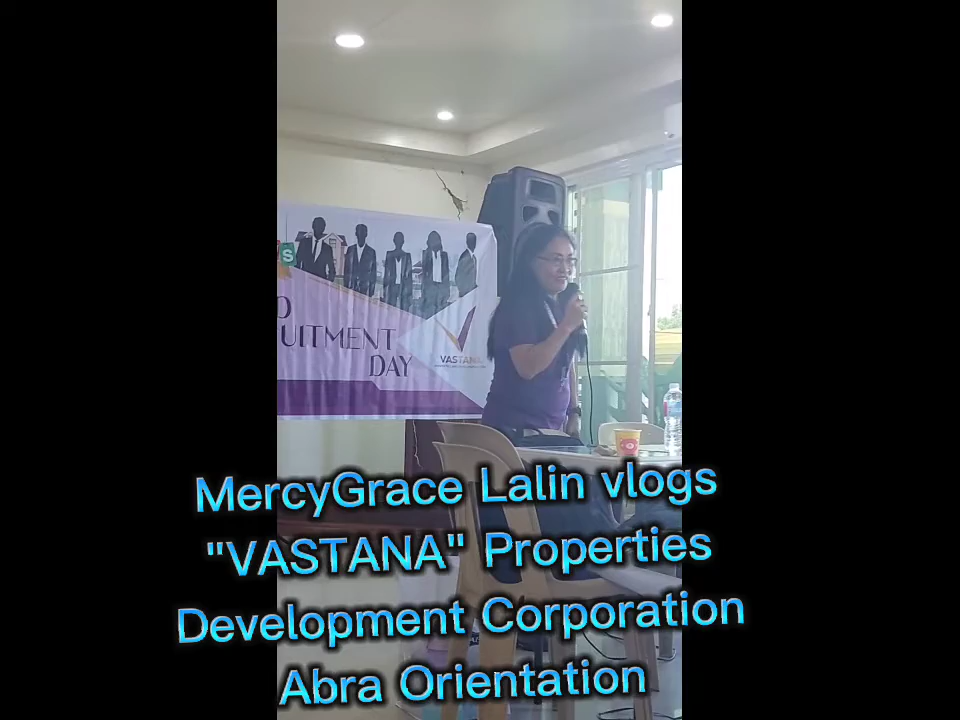 S
UITMENT
DAY
VASTANA
MercyGrace Lalin vlogs
"VASTANA" Properties
Development Corporation
Abra Orientation